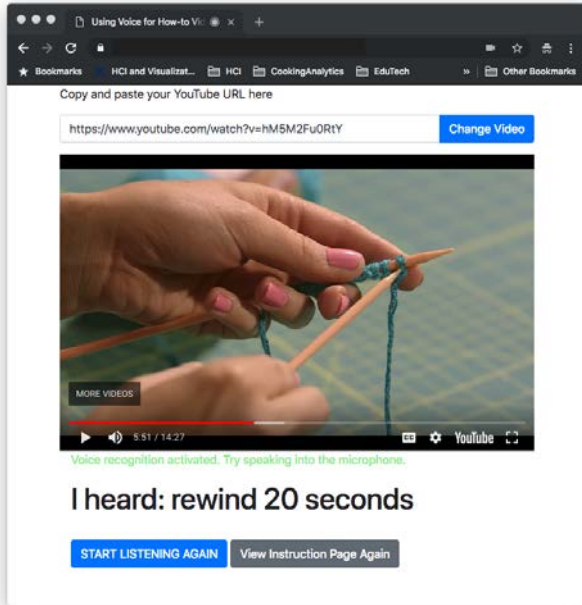 Using Voice for How-to Vi
Bookmarks HCI and Visualizat... HCI CookingAnalytics EduTech » Other Bookmarks
Copy and paste your YouTube URL here
https://www.youtube.com/watch?v=hM5M2Fu0RtY Change Video
MORE VIDEOS
5:51 / 14:27 CC YouTube
Voice recognition activated. Try speaking into the microphone.
I heard: rewind 20 seconds
START LISTENING AGAIN View Instruction Page Again